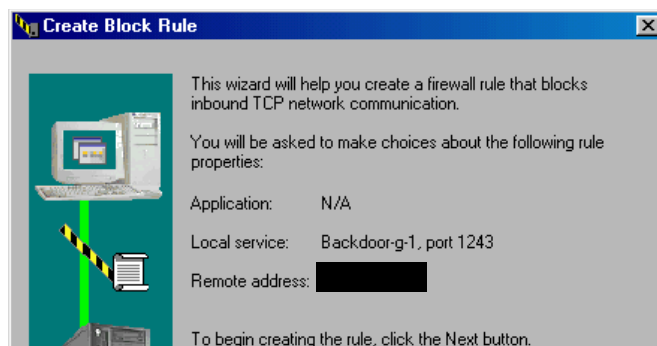 Create Block Rule
This wizard will help you create a firewall rule that blocks
inbound TCP network communication.
You will be asked to make choices about the following rule
properties:
Application: N/A
Local service: Backdoor-g-1, port 1243
Remote address:
To begin creating the rule, click the Next button.